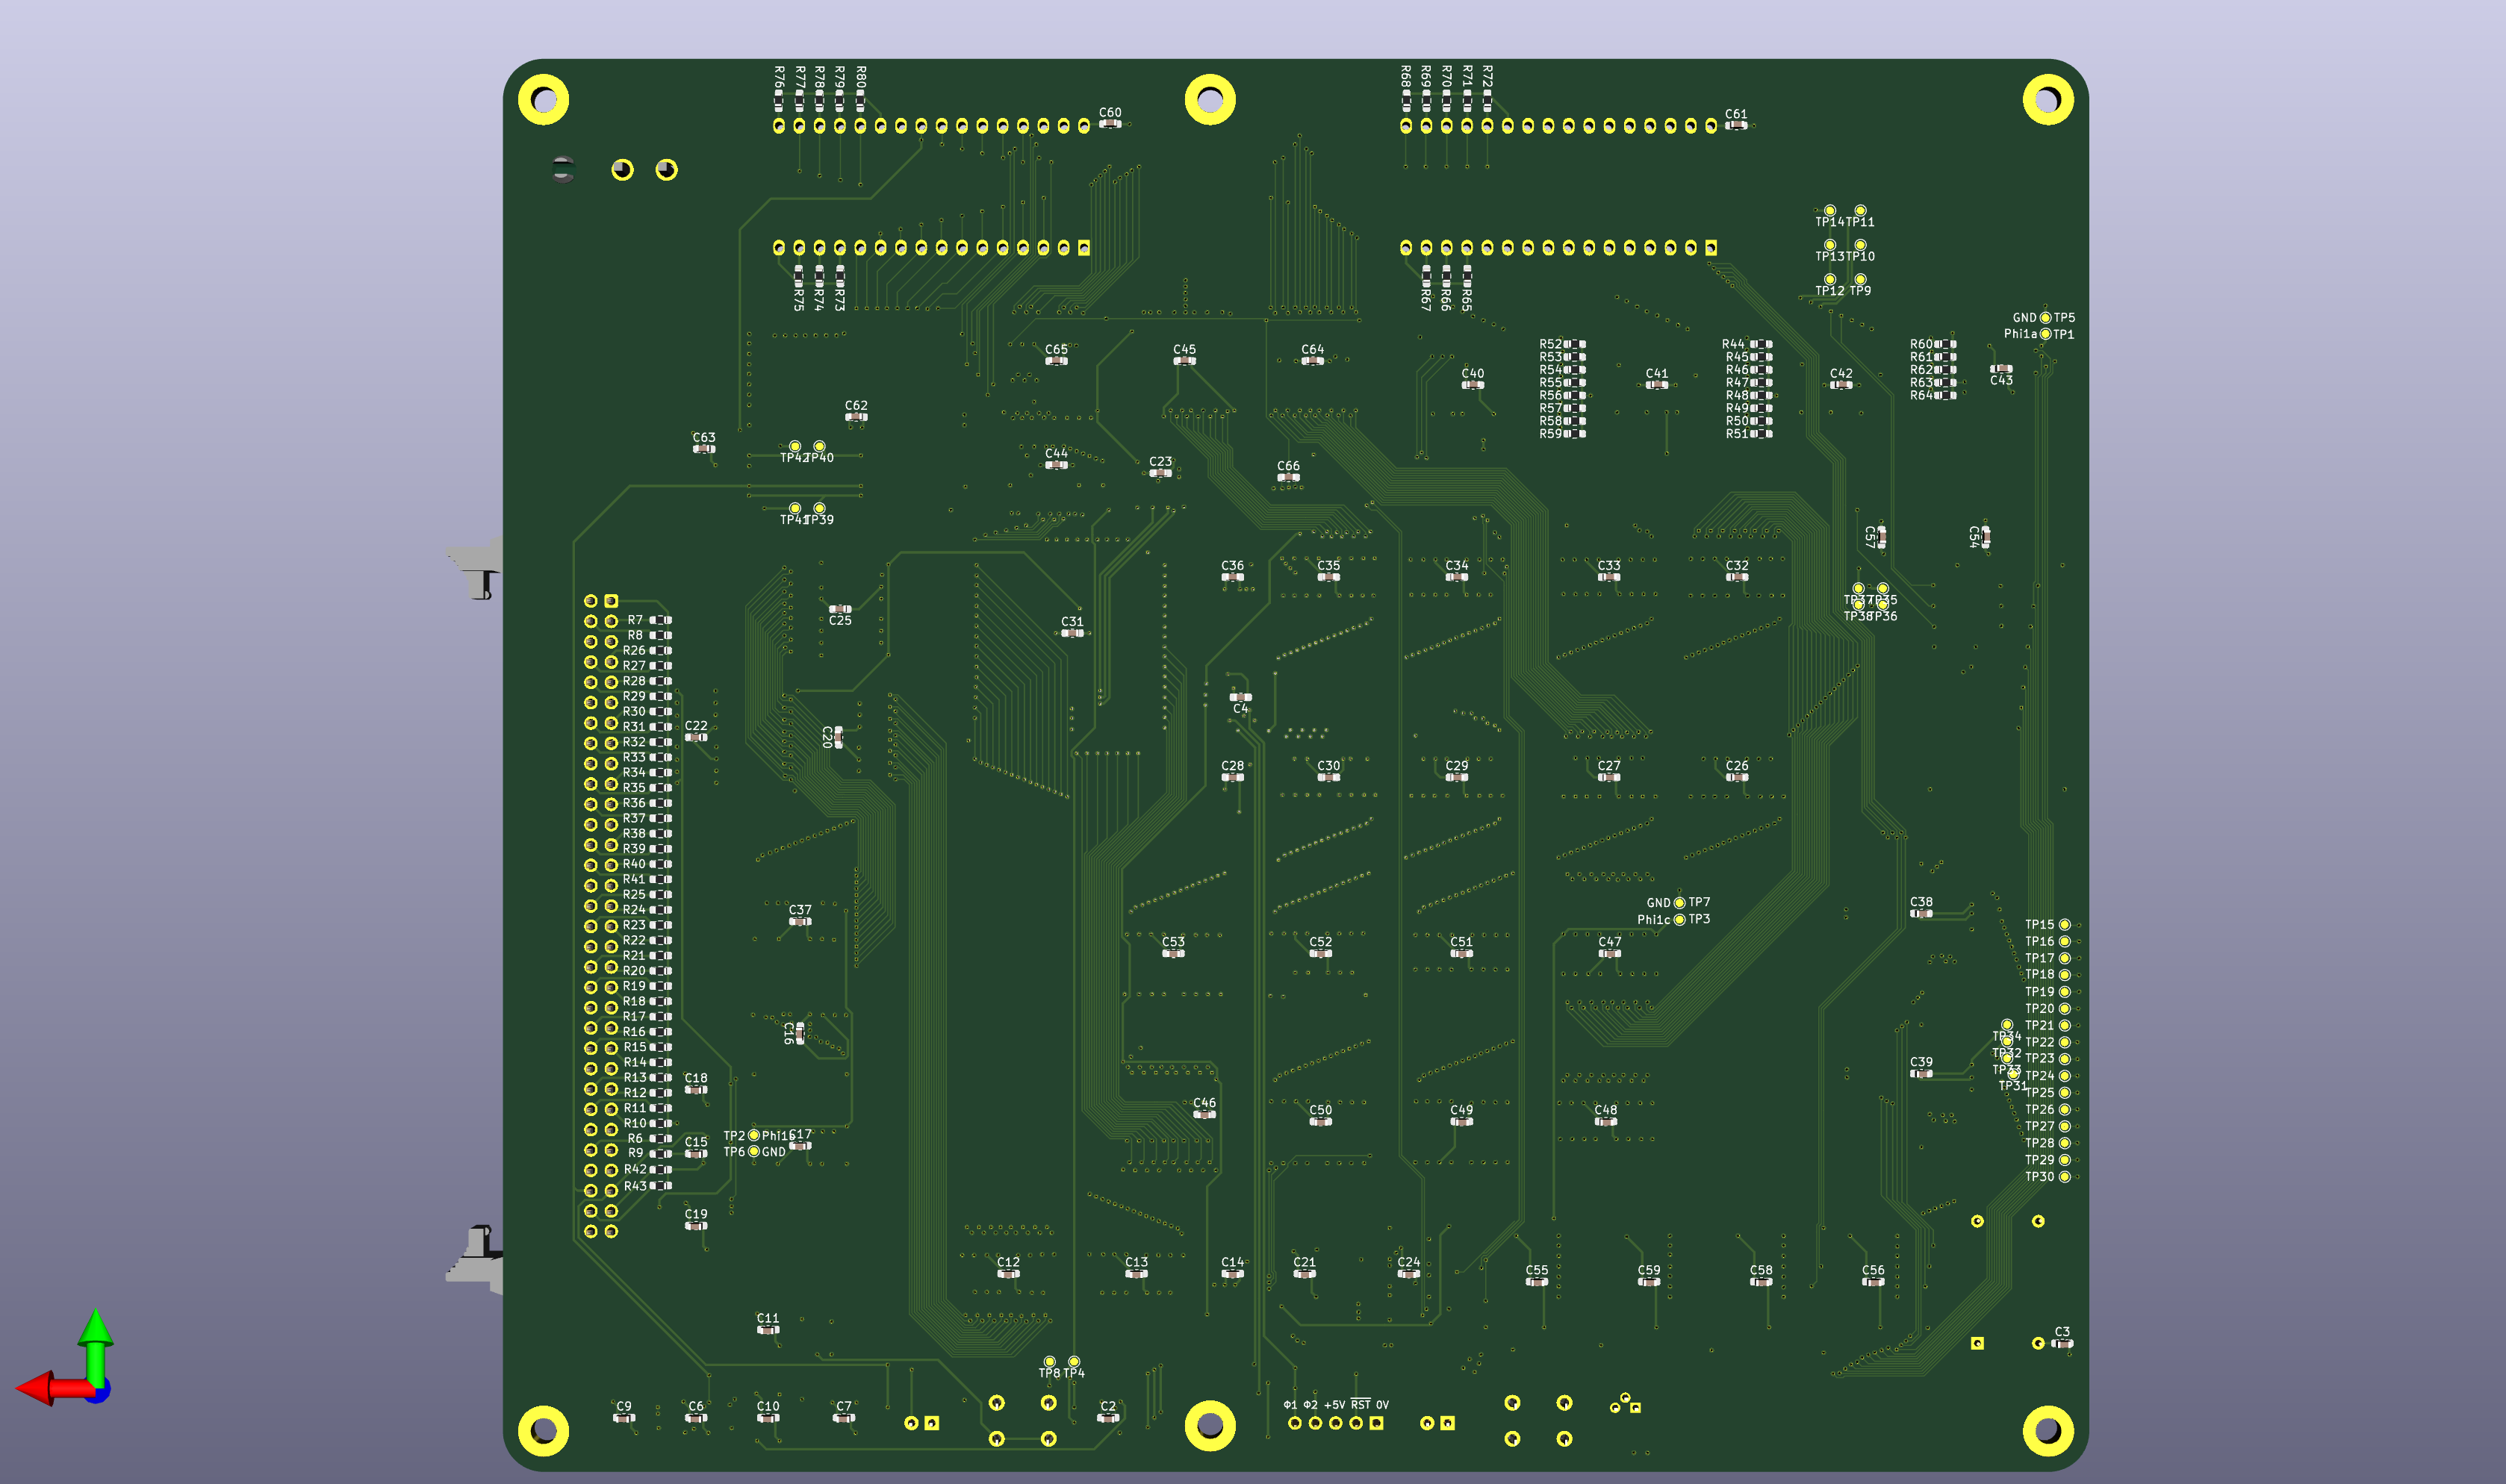 R76 R77 R78 R79 R80
R68 R69 R70 R71 R72
C60
C61
TP14 TP11
TP13 TP10
TP12 TP9
R75 R74 R73
R67 R66 R65
GND TP5
Phi1a TP1
R52
R53
R54
R55
R56
R57
R58
R59
R44
R45
R46
R47
R48
R49
R50
R51
R60
R61
R62
R63
R64
C65
C45
C64
C40
C41
C42
C43
C62
C63
TP42 TP40
C44
C23
C66
TP41 TP39
C57
C54
C36
C35
C34
C33
C32
TP37 TP35
TP38 TP36
C25
C31
R7
R8
R26
R27
R28
R29
R30
R31
R32
R33
R34
R35
R36
R37
R38
R39
R40
R41
R25
R24
R23
R22
R21
R20
R19
R18
R17
R16
R15
R14
R13
R12
R11
R10
R6
R9
R42
R43
C4
C22
C20
C28
C30
C29
C27
C26
GND TP7
Phi1c TP3
C37
C38
C53
C52
C51
C47
TP15
TP16
TP17
TP18
TP19
TP20
TP21
TP22
TP23
TP24
TP25
TP26
TP27
TP28
TP29
TP30
TP34
TP32
TP33
TP31
C16
C39
C18
C46
C50
C49
C48
TP2 Phi1b
C17
TP6 GND
C15
C19
C12
C13
C14
C21
C24
C55
C59
C58
C56
C11
C3
TP8 TP4
C9
C6
C10
C7
C2
Φ1 Φ2 +5V RST 0V